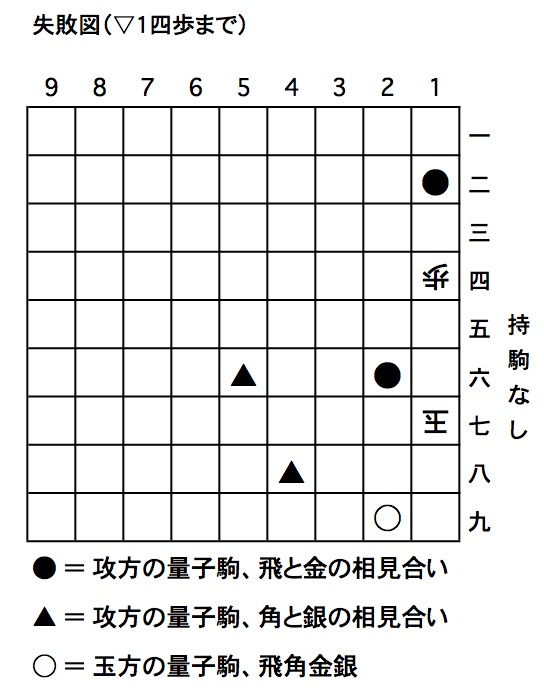 失敗図(▽1四歩まで)
9 8 7 6 5 4 3 2 1
一
●二
三
歩 四
五
▲ ● 六
玉 七
▲ 八
○ 九
持駒なし
● = 攻方の量子駒、飛と金の相見合い
▲ = 攻方の量子駒、角と銀の相見合い
○ = 玉方の量子駒、飛角金銀